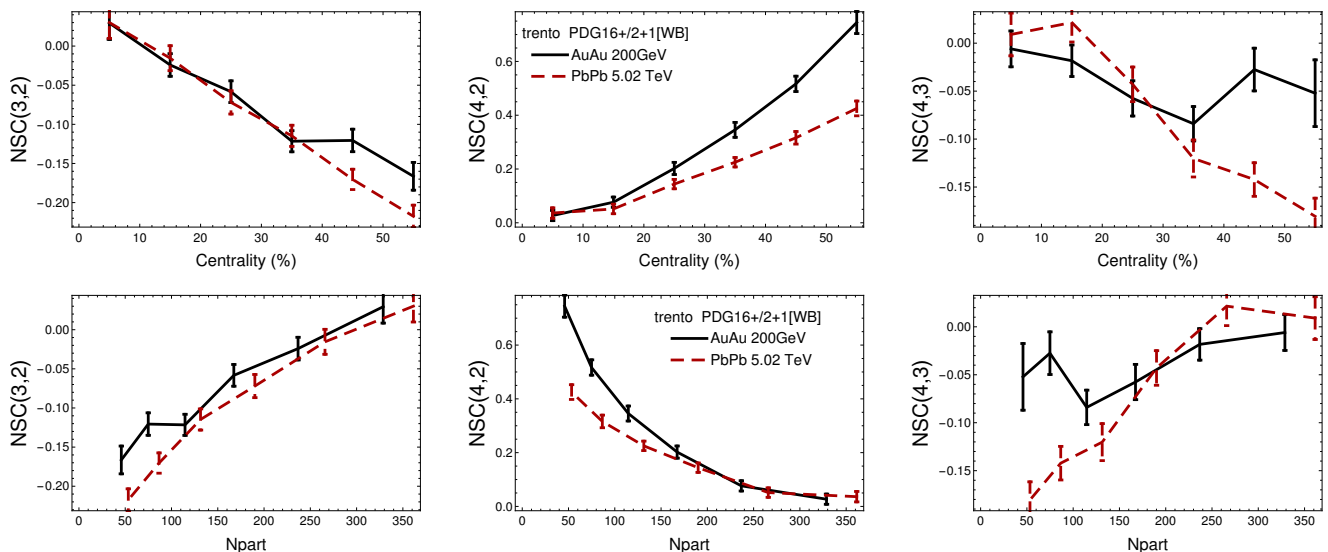 NSC(3,2)
0.00
−0.05
−0.10
−0.15
−0.20
0 10 20 30 40 50
Centrality (%)
NSC(4,2)
0.6
0.4
0.2
0.0
trento PDG16+/2+1[WB]
AuAu 200GeV
PbPb 5.02 TeV
0 10 20 30 40 50
Centrality (%)
NSC(4,3)
0.00
−0.05
−0.10
−0.15
0 10 20 30 40 50
Centrality (%)
NSC(3,2)
0.00
−0.05
−0.10
−0.15
−0.20
0 50 100 150 200 250 300 350
Npart
NSC(4,2)
0.6
0.4
0.2
0.0
trento PDG16+/2+1[WB]
AuAu 200GeV
PbPb 5.02 TeV
0 50 100 150 200 250 300 350
Npart
NSC(4,3)
0.00
−0.05
−0.10
−0.15
0 50 100 150 200 250 300 350
Npart